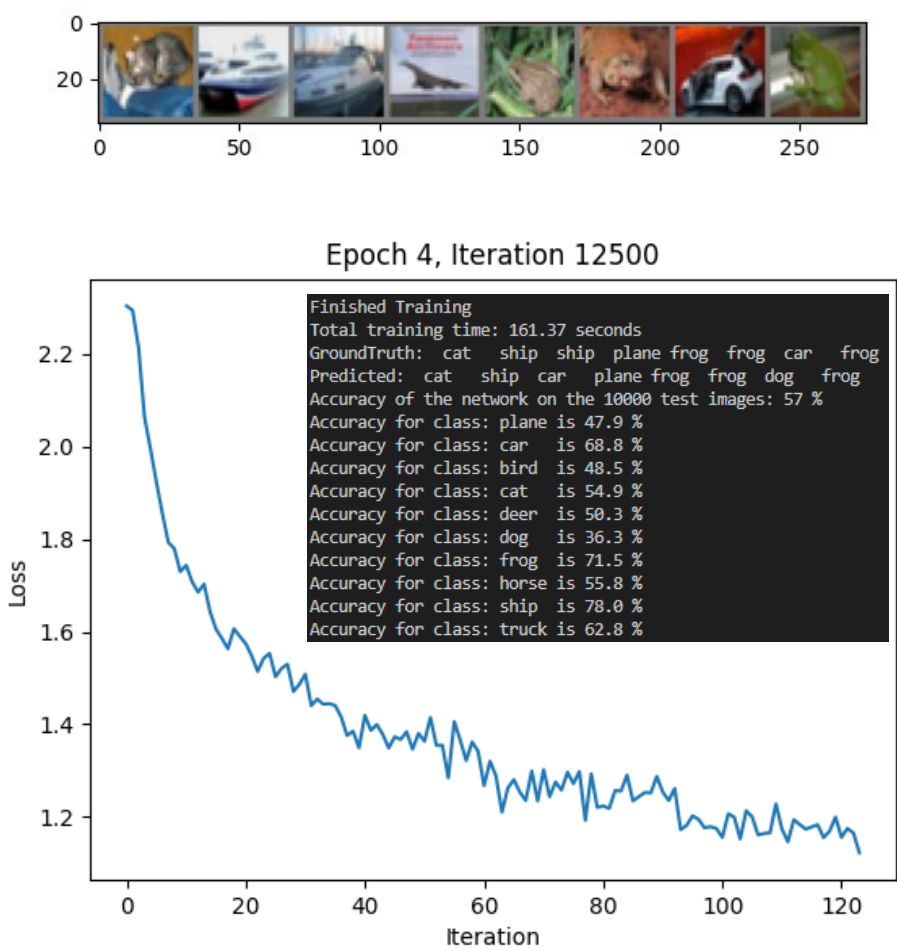 0
20
0 50 100 150 200 250
Epoch 4, Iteration 12500
Finished Training
Total training time: 161.37 seconds
GroundTruth:  cat   ship  ship  plane frog  frog  car   frog
Predicted:  cat   ship  car   plane frog  frog  dog   frog
Accuracy of the network on the 10000 test images: 57 %
Accuracy for class: plane is 47.9 %
Accuracy for class: car   is 68.8 %
Accuracy for class: bird  is 48.5 %
Accuracy for class: cat   is 54.9 %
Accuracy for class: deer  is 50.3 %
Accuracy for class: dog   is 36.3 %
Accuracy for class: frog  is 71.5 %
Accuracy for class: horse is 55.8 %
Accuracy for class: ship  is 78.0 %
Accuracy for class: truck is 62.8 %
2.2
2.0
1.8
1.6
1.4
1.2
Loss
0 20 40 60 80 100 120
Iteration